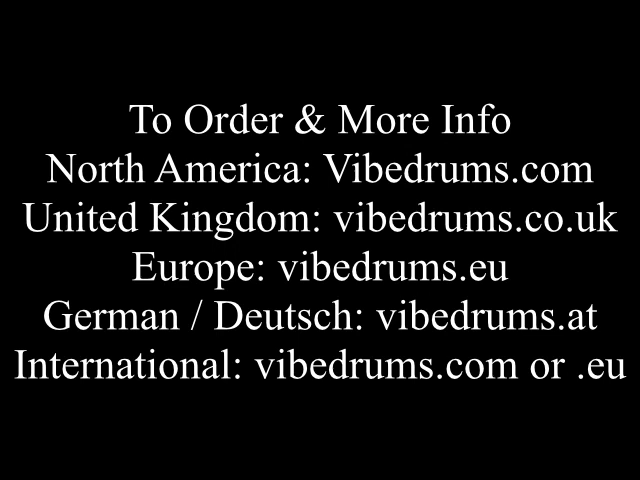 To Order & More Info
North America: Vibedrums.com
United Kingdom: vibedrums.co.uk
Europe: vibedrums.eu
German / Deutsch: vibedrums.at
International: vibedrums.com or .eu